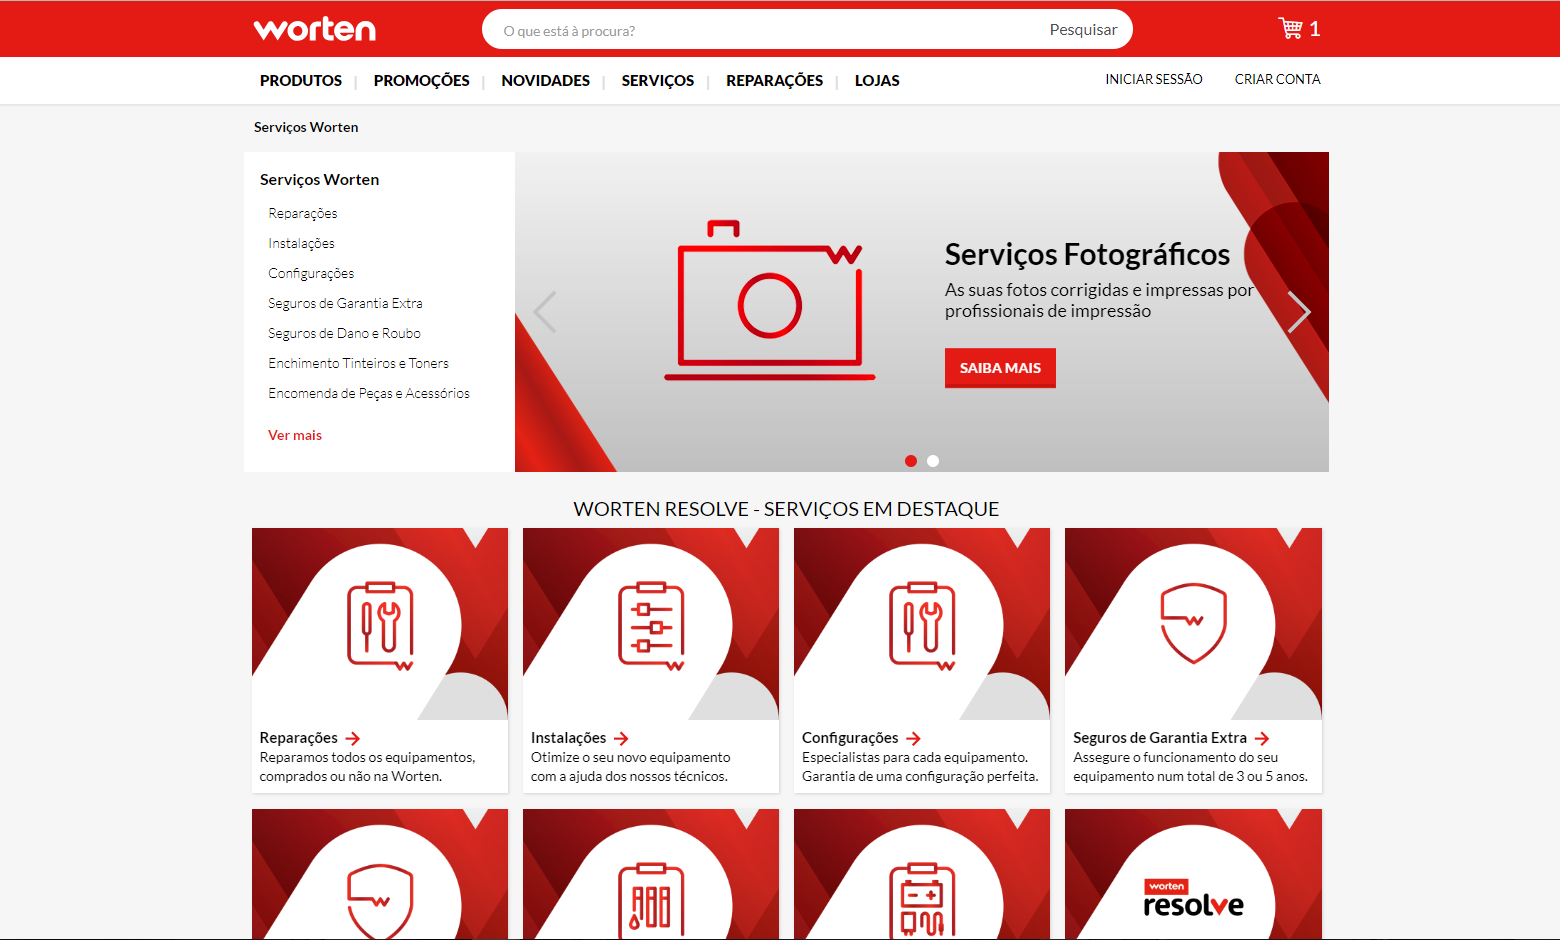 worten
O que está à procura?
Pesquisar
1
PRODUTOS
PROMOÇÕES
NOVIDADES
SERVIÇOS
REPARAÇÕES
LOJAS
INICIAR SESSÃO
CRIAR CONTA
Serviços Worten
Serviços Worten
Reparações
Instalações
Configurações
Seguros de Garantia Extra
Seguros de Dano e Roubo
Enchimento Tinteiros e Toners
Encomenda de Peças e Acessórios
Ver mais
Serviços Fotográficos
As suas fotos corrigidas e impressas por
profissionais de impressão
SAIBA MAIS
WORTEN RESOLVE - SERVIÇOS EM DESTAQUE
Reparações
Reparamos todos os equipamentos,
comprados ou não na Worten.
Instalações
Otimize o seu novo equipamento
com a ajuda dos nossos técnicos.
Configurações
Especialistas para cada equipamento.
Garantia de uma configuração perfeita.
Seguros de Garantia Extra
Assegure o funcionamento do seu
equipamento num total de 3 ou 5 anos.
worten
resolve